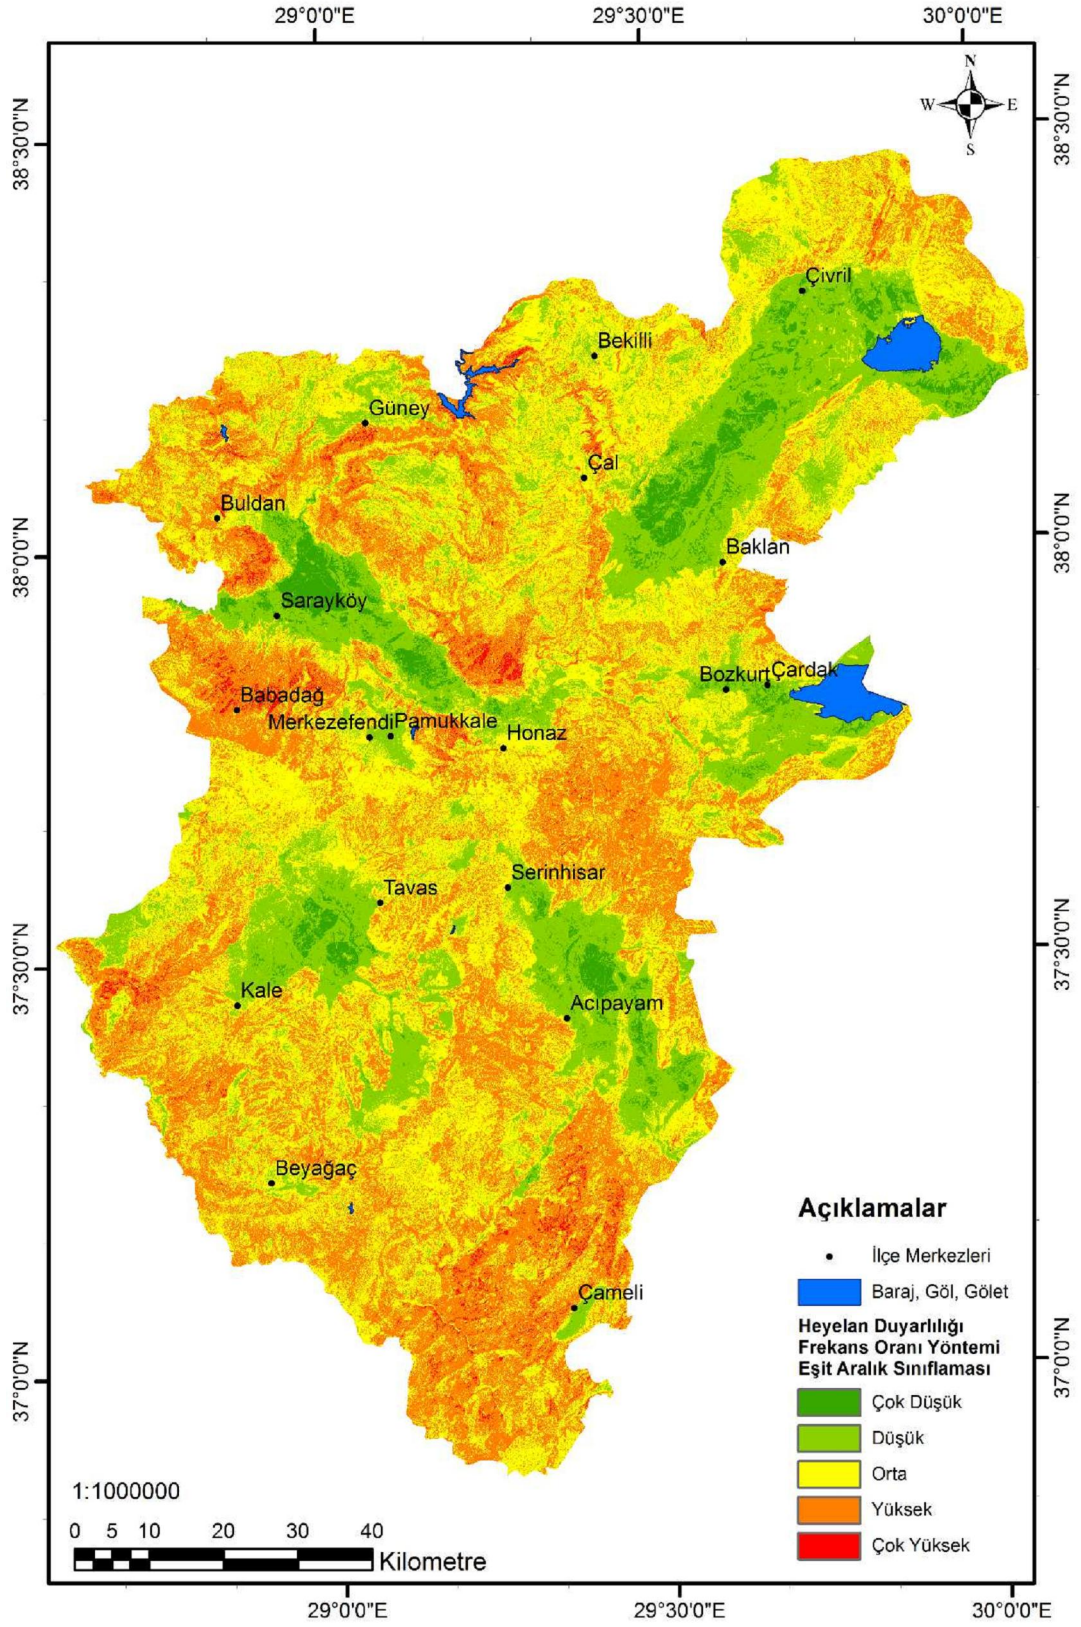 29°0'0"E
29°30'0"E
30°0'0"E
38°30'0"N
38°30'0"N
N
W
E
S
Çivril
Bekilli
Güney
Çal
Buldan
38°0'0"N
38°0'0"N
Baklan
Sarayköy
Bozkurt
Çardak
Babadağ
Merkezefendi
Pamukkale
Honaz
Serinhisar
Tavas
37°30'0"N
37°30'0"N
Kale
Acıpayam
Beyağaç
Çameli
37°0'0"N
37°0'0"N
Açıklamalar
İlçe Merkezleri
Baraj, Göl, Gölet
Heyelan Duyarlılığı
Frekans Oranı Yöntemi
Eşit Aralık Sınıflaması
Çok Düşük
Düşük
Orta
Yüksek
Çok Yüksek
1:1000000
0 5 10 20 30 40
Kilometre
29°0'0"E
29°30'0"E
30°0'0"E